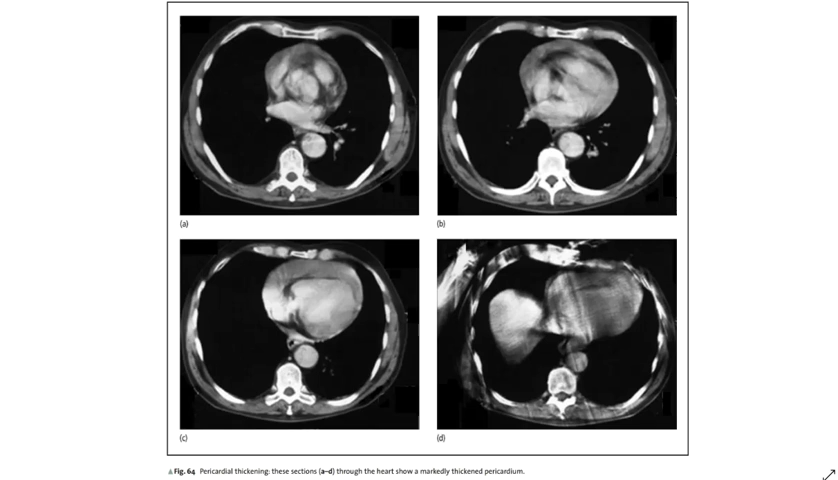 (a)
(b)
(c)
(d)
▲Fig. 64 Pericardial thickening: these sections (a–d) through the heart show a markedly thickened pericardium.